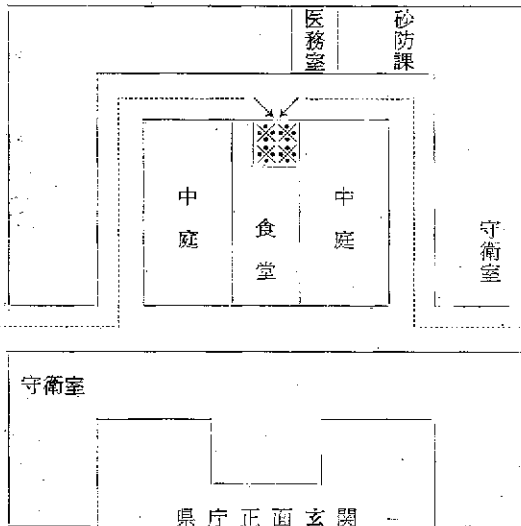 医務室
砂防課
中庭
食堂
中庭
守衛室
守衛室
県庁正面玄関